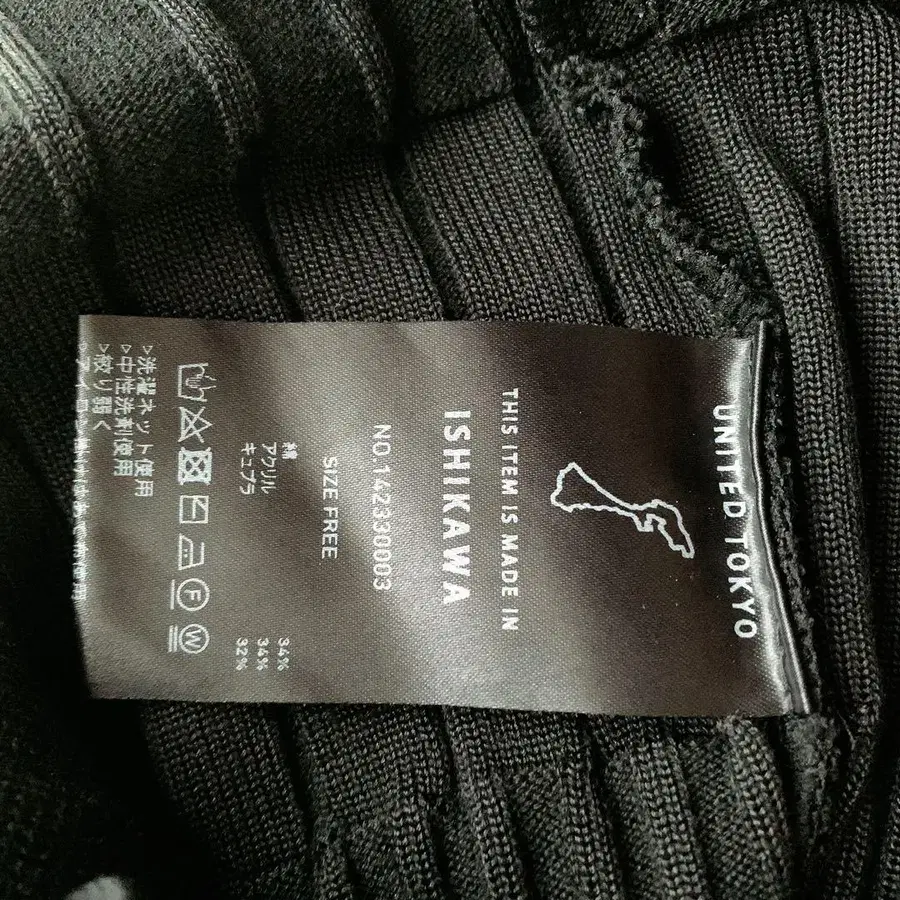 UNITED TOKYO
THIS ITEM IS MADE IN
ISHIKAWA
NO.142330003
SIZE FREE
綿 34%
アクリル 34%
キュプラ 32%
F W
▷洗濯ネット使用
▷中性洗剤使用
▷絞り弱く